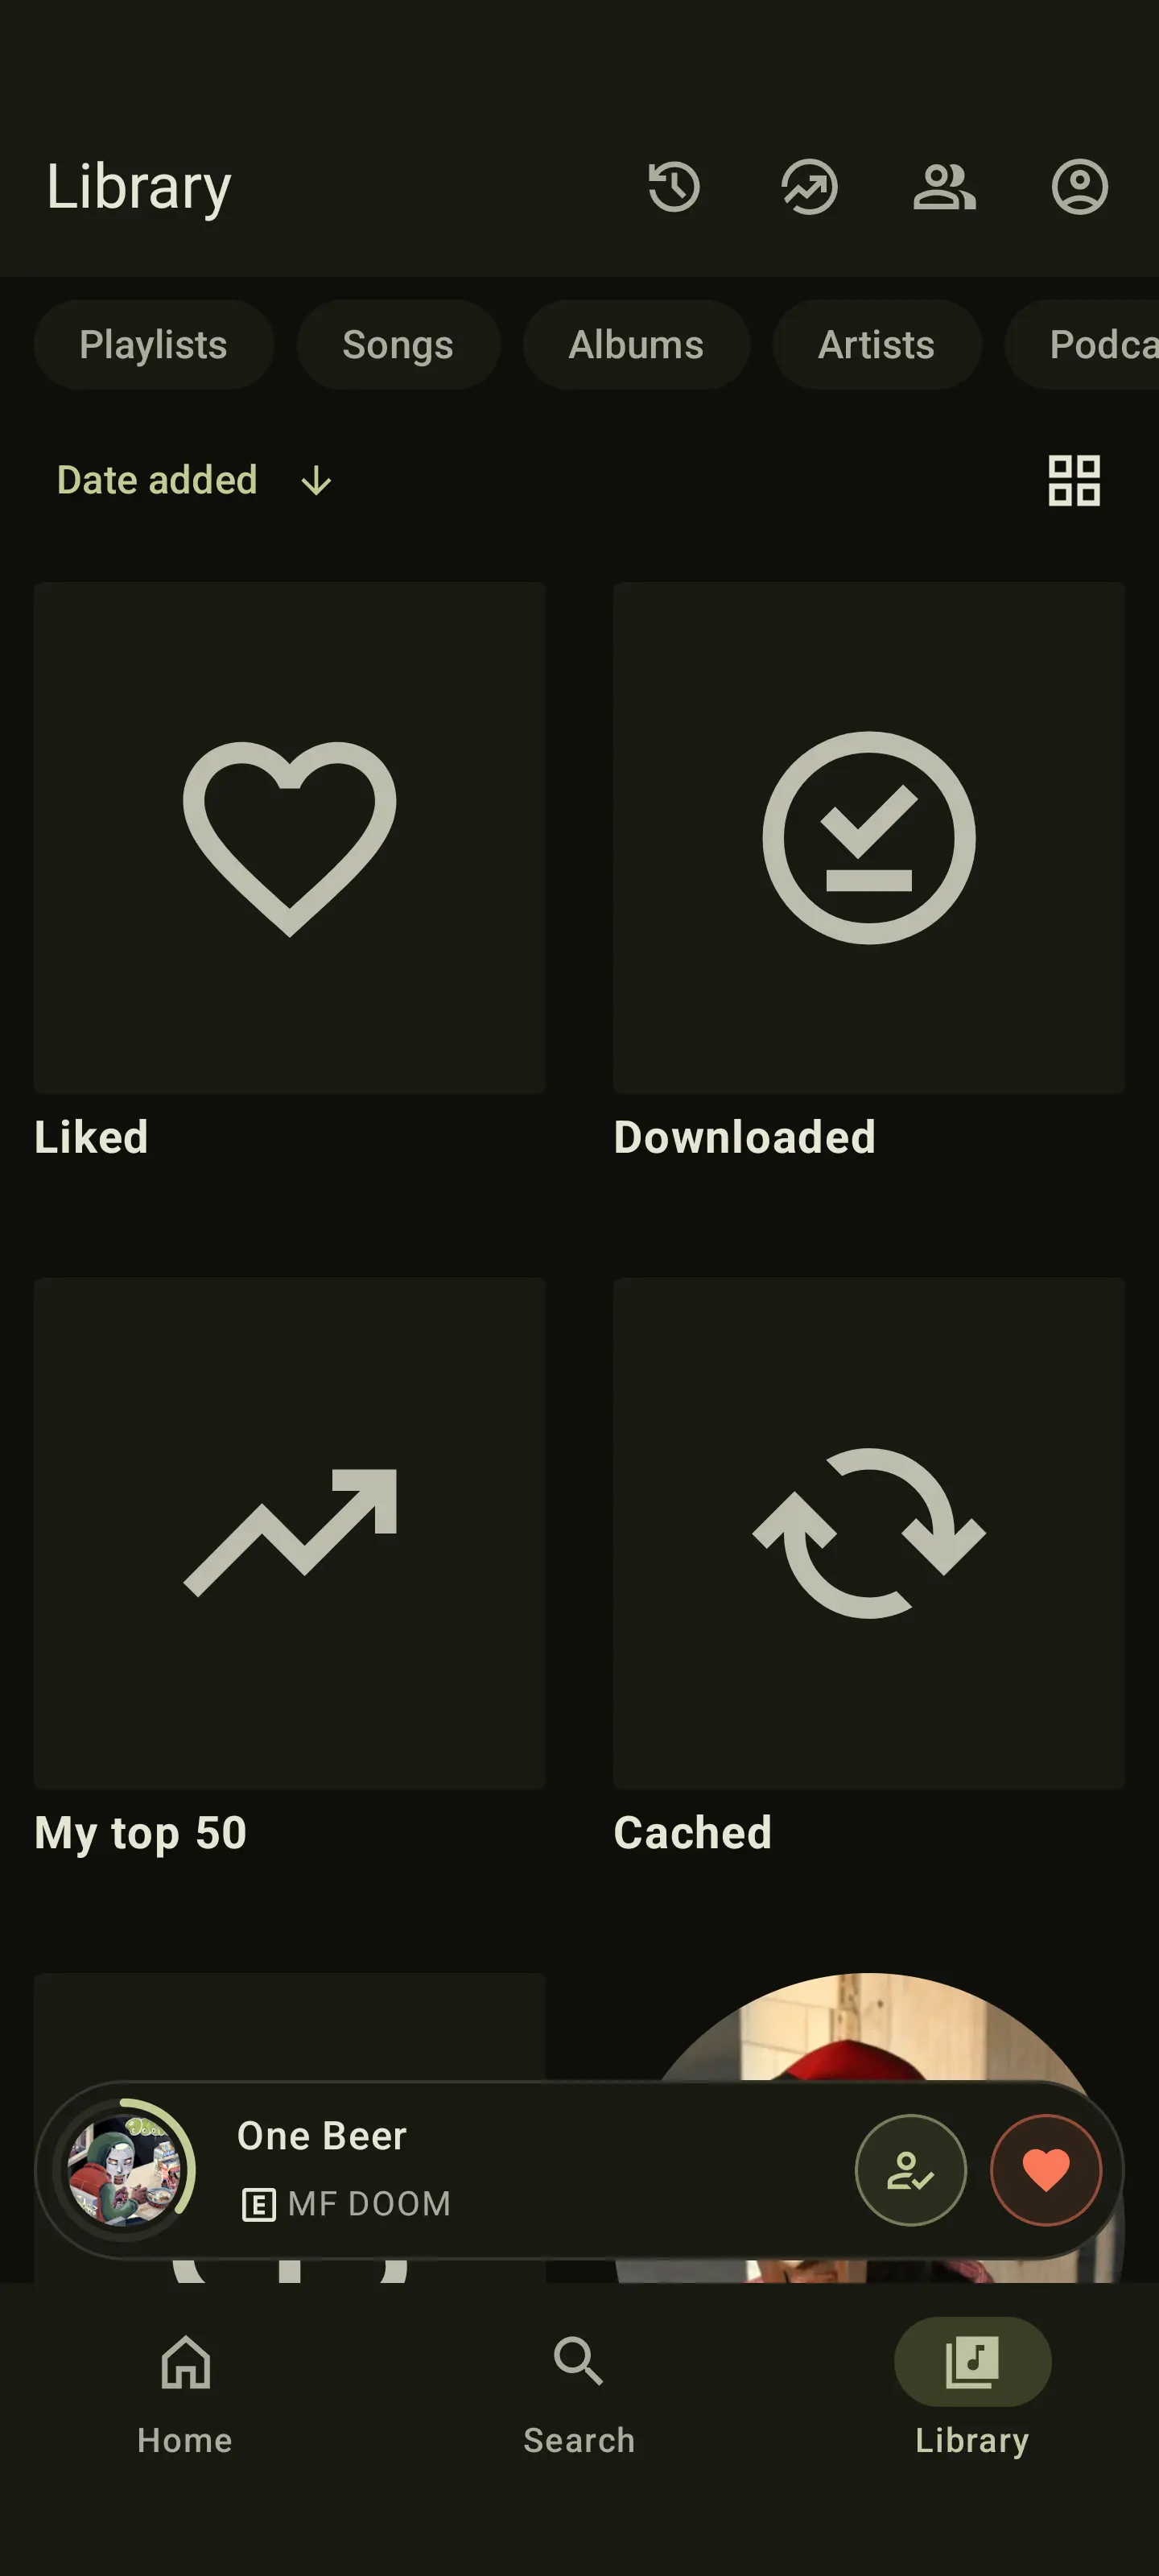 Library
Playlists
Songs
Albums
Artists
Podca
Date added
Liked
Downloaded
My top 50
Cached
One Beer
E MF DOOM
Home
Search
Library